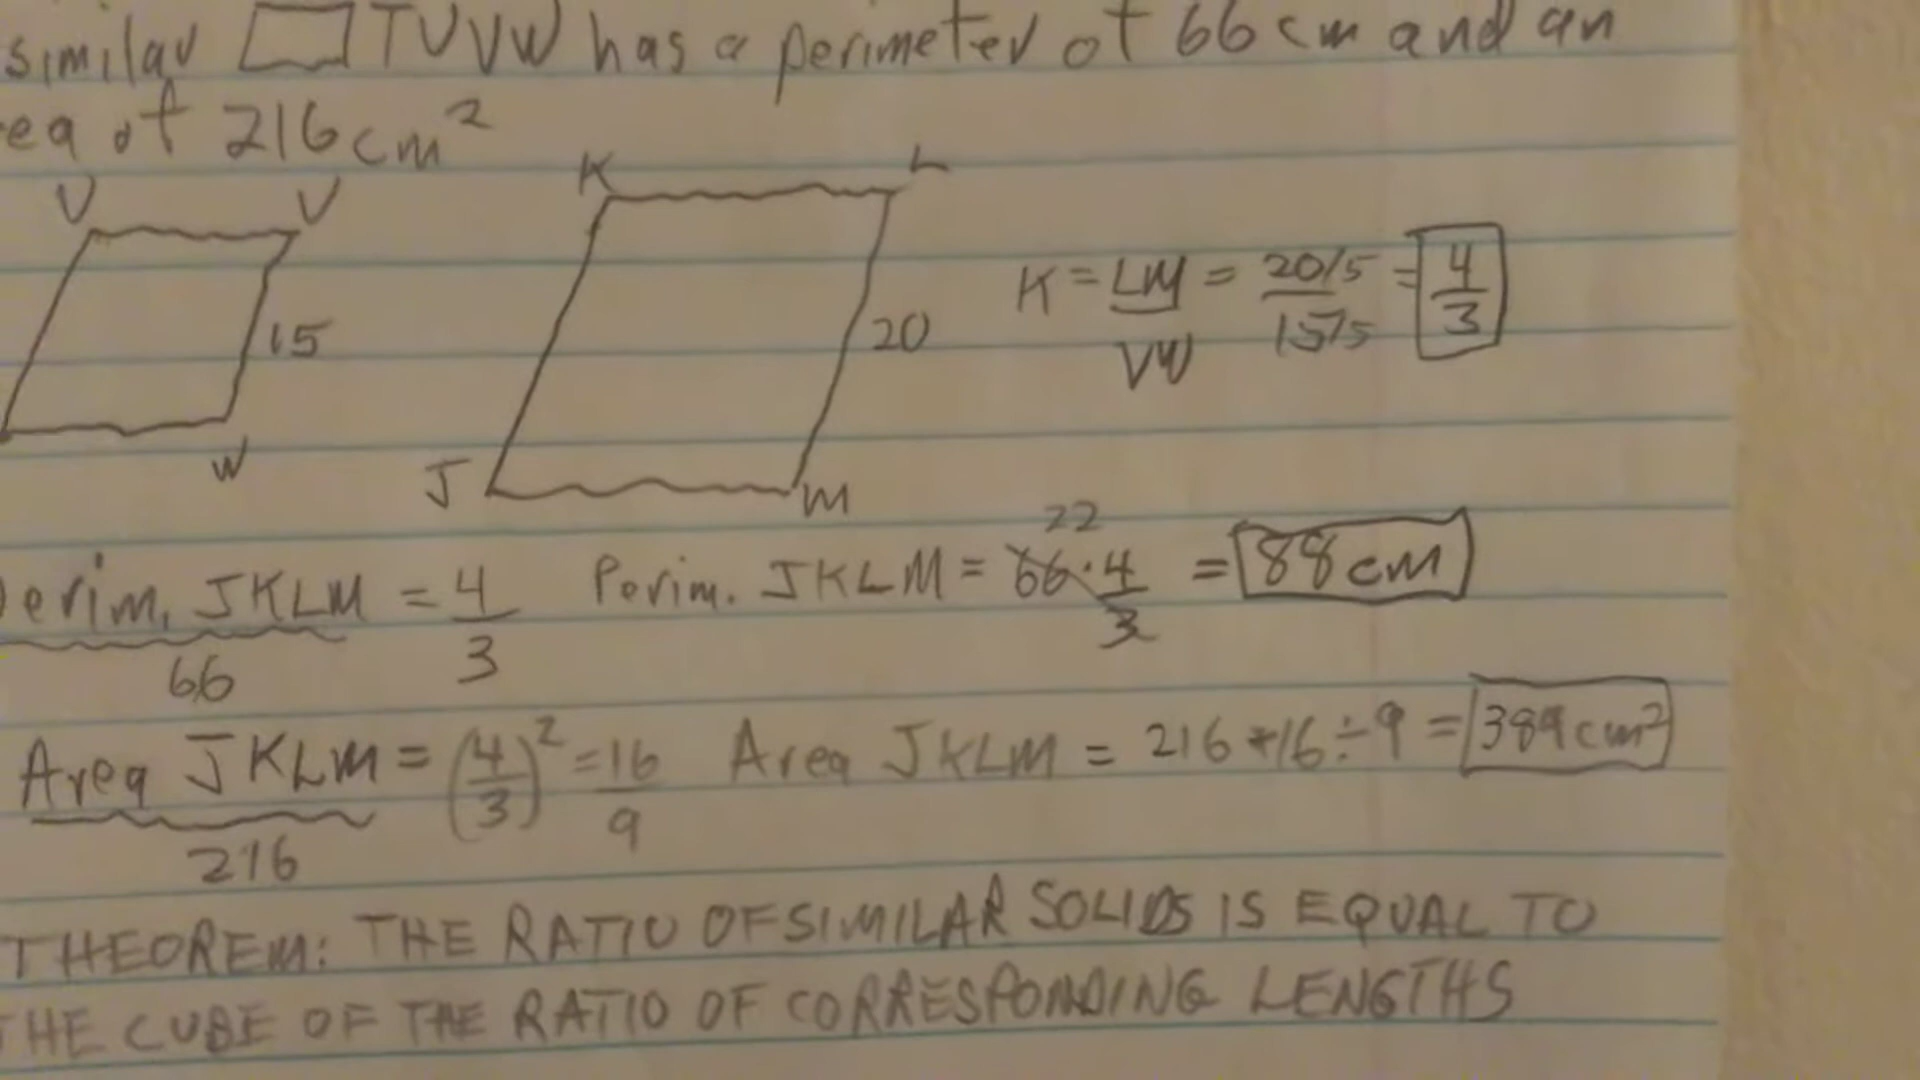 similar ▱ TUVW has a perimeter of 66 cm and an
rea of 216 cm²
U V K L
K = LM = 20/5 = 4
VW 15/5 3
15 20
W J M
22
Perim. JKLM = 4 Perim. JKLM = 66 · 4 = 88 cm
66 3 3
Area JKLM = (4/3)² = 16 Area JKLM = 216 * 16 ÷ 9 = 384 cm²
216 9
THEOREM: THE RATIO OF SIMILAR SOLIDS IS EQUAL TO
THE CUBE OF THE RATIO OF CORRESPONDING LENGTHS